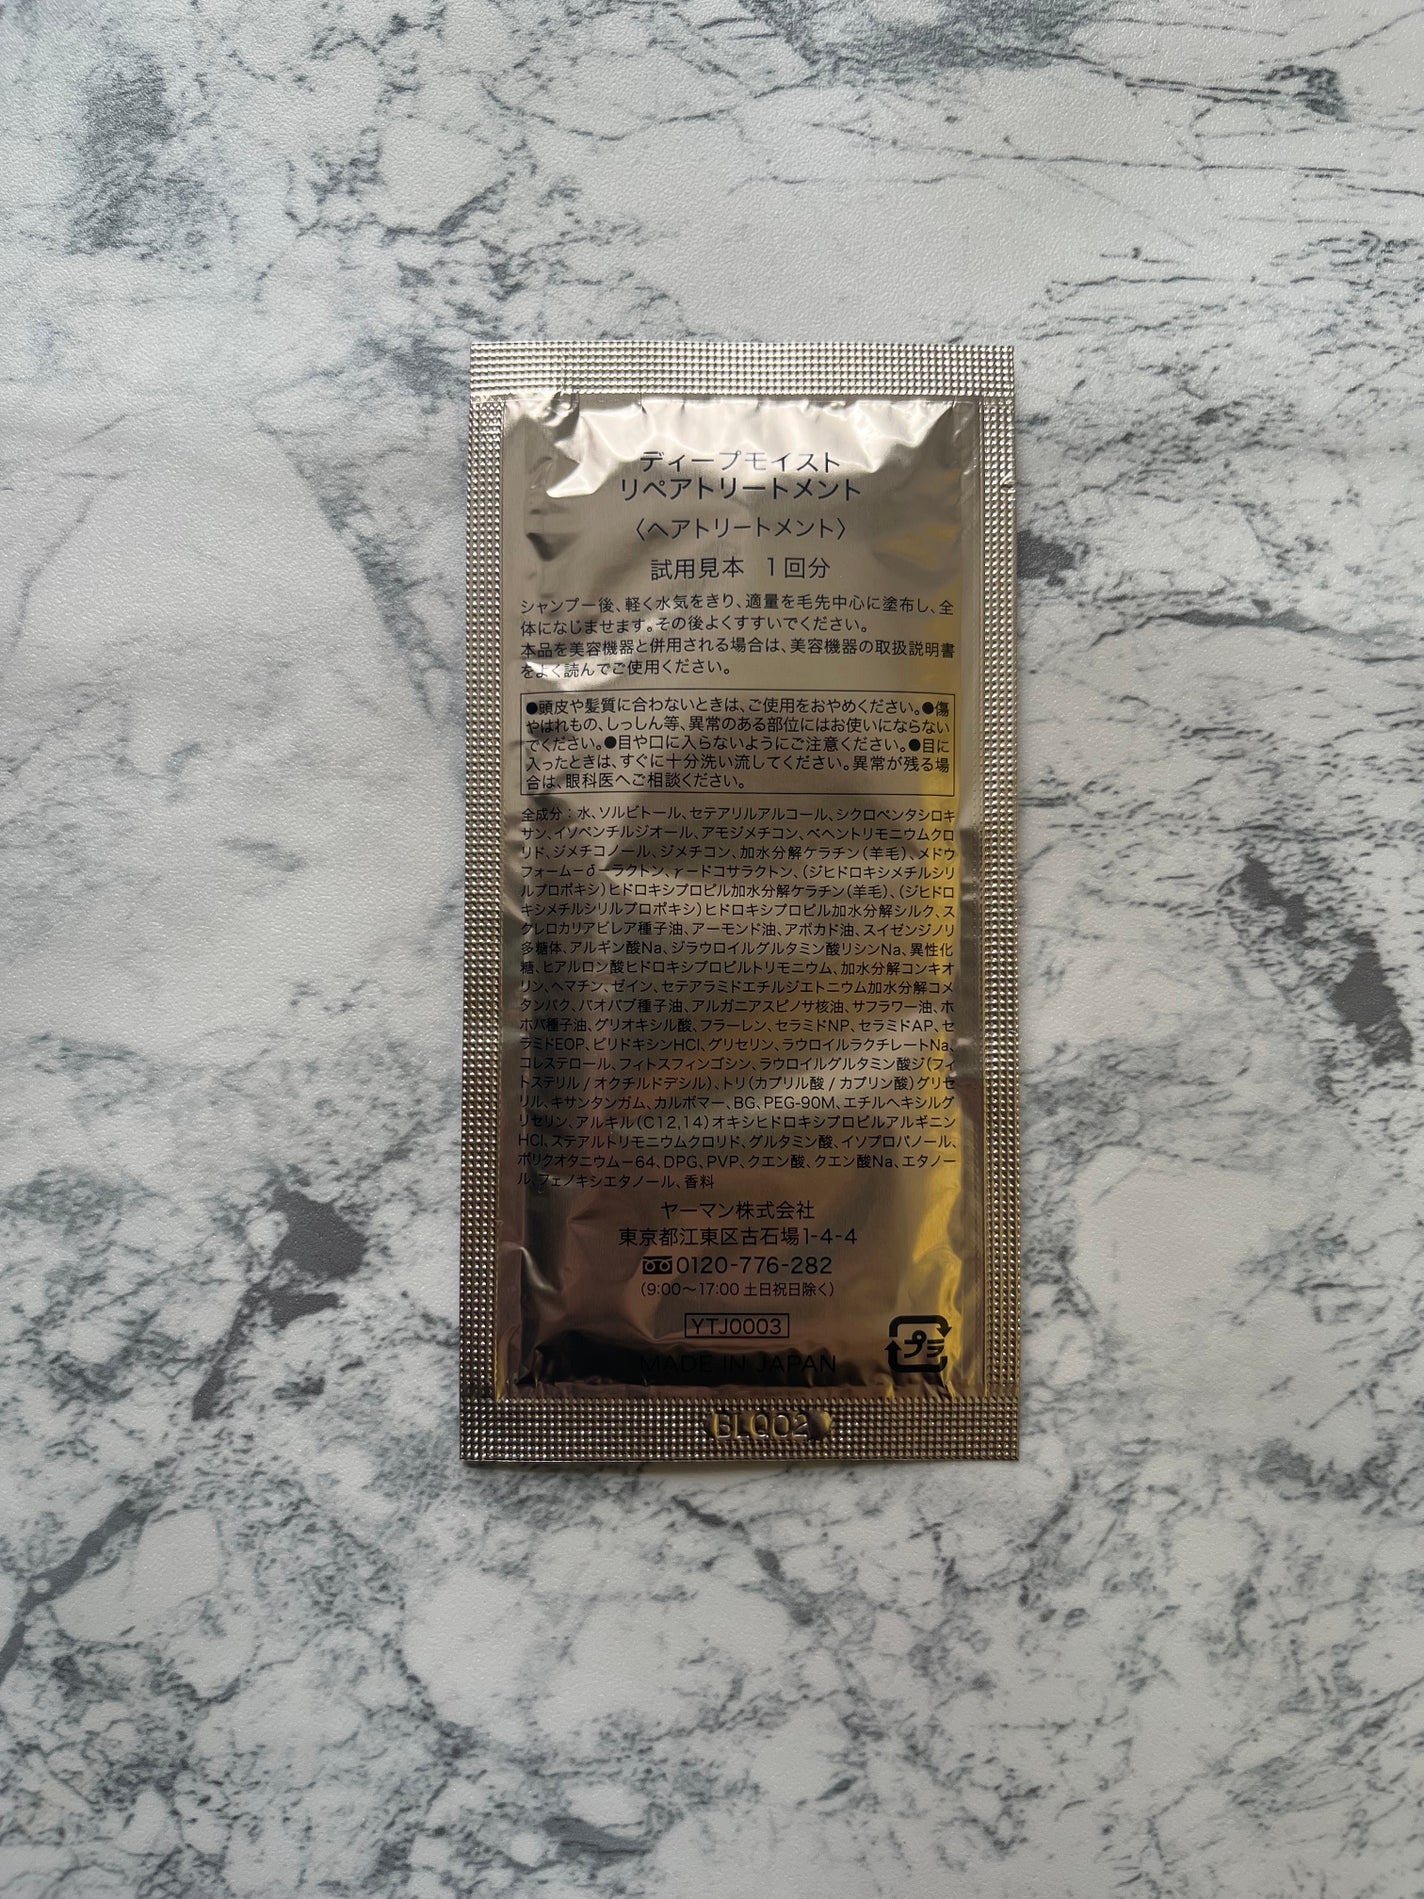 ディープモイスト
リペアトリートメント
〈ヘアトリートメント〉
試用見本 1回分
シャンプー後、軽く水気をきり、適量を毛先中心に塗布し、全
体になじませます。その後よくすすいでください。
本品を美容機器と併用される場合は、美容機器の取扱説明書
をよく読んでご使用ください。
●頭皮や髪質に合わないときは、ご使用をおやめください。●傷
やはれもの、しっしん等、異常のある部位にはお使いにならない
でください。●目や口に入らないようにご注意ください。●目に
入ったときは、すぐに十分洗い流してください。異常が残る場
合は、眼科医へご相談ください。
全成分：水、ソルビトール、セテアリルアルコール、シクロペンタシロキ
サン、イソペンチルジオール、アモジメチコン、ベヘントリモニウムクロ
リド、ジメチコノール、ジメチコン、加水分解ケラチン（羊毛）、メドウ
フォーム－δ－ラクトン、γ－ドコサラクトン、（ジヒドロキシメチルシリ
ルプロポキシ）ヒドロキシプロピル加水分解ケラチン（羊毛）、（ジヒドロ
キシメチルシリルプロポキシ）ヒドロキシプロピル加水分解シルク、ス
クレロカリアビレア種子油、アーモンド油、アボカド油、スイゼンジノリ
多糖体、アルギン酸Na、ジラウロイルグルタミン酸リシンNa、異性化
糖、ヒアルロン酸ヒドロキシプロピルトリモニウム、加水分解コンキオ
リン、ヘマチン、ゼイン、セテアラミドエチルジエトニウム加水分解コメ
タンパク、バオバブ種子油、アルガニアスピノサ核油、サフラワー油、ホ
ホバ種子油、グリオキシル酸、フラーレン、セラミドNP、セラミドAP、セ
ラミドEOP、ピリドキシンHCl、グリセリン、ラウロイルラクチレートNa、
コレステロール、フィトスフィンゴシン、ラウロイルグルタミン酸ジ（フィ
トステリル / オクチルドデシル）、トリ（カプリル酸 / カプリン酸）グリセ
リル、キサンタンガム、カルボマー、BG、PEG-90M、エチルヘキシルグ
リセリン、アルキル（C12,14）オキシヒドロキシプロピルアルギニン
HCl、ステアルトリモニウムクロリド、グルタミン酸、イソプロパノール、
ポリクオタニウム－64、DPG、PVP、クエン酸、クエン酸Na、エタノー
ル、フェノキシエタノール、香料
ヤーマン株式会社
東京都江東区古石場1-4-4
0120-776-282
（9:00～17:00 土日祝日除く）
YTJ0003
プラ
MADE IN JAPAN
BLQ02